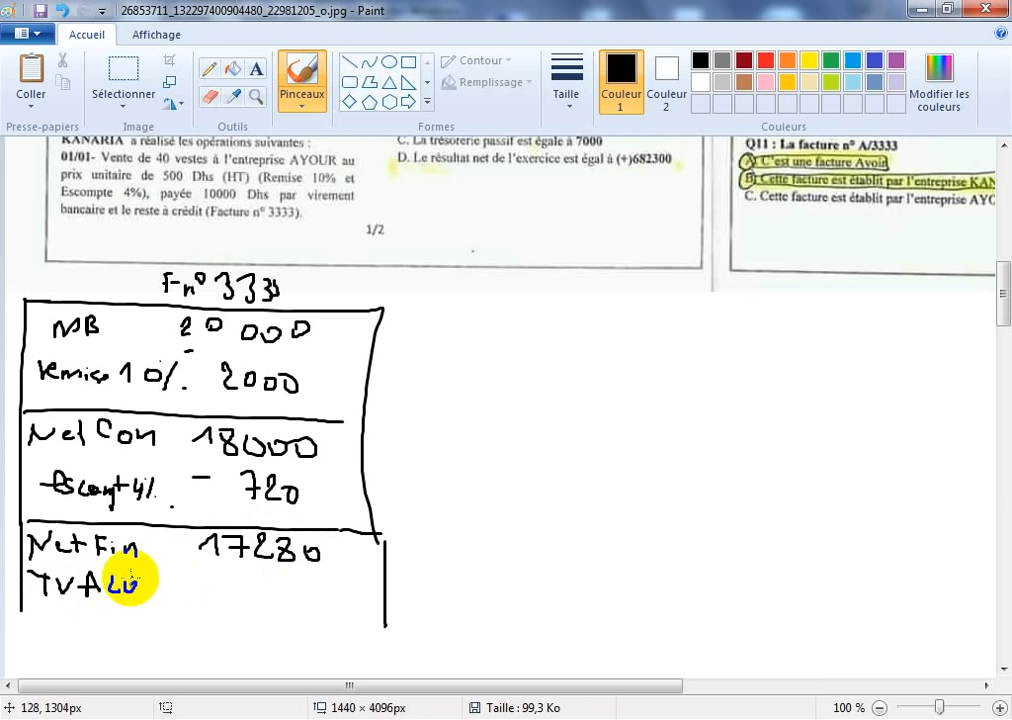 26853711_132297400904480_22981205_o.jpg - Paint
Accueil
Affichage
Coller
Sélectionner
Pinceaux
Contour
Remplissage
Taille
Couleur 1
Couleur 2
Modifier les couleurs
Presse-papiers
Image
Outils
Formes
Couleurs
KANARIA a réalisé les opérations suivantes :
01/01- Vente de 40 vestes à l'entreprise AYOUR au
prix unitaire de 500 Dhs (HT) (Remise 10% et
Escompte 4%), payée 10000 Dhs par virement
bancaire et le reste à crédit (Facture n° 3333).
C. La trésorerie passif est égale à 7000
D. Le résultat net de l'exercice est égal à (+)682300
1/2
Q11 : La facture n° A/3333
A C'est une facture Avoir
B. Cette facture est établit par l'entreprise KAN
C. Cette facture est établit par l'entreprise AYO
F n° 3333
MB 20 000
Remise 10%. 2000
Net Com 18000
Escompt 4%. - 720
Net Fin 17280
TVA 20
128, 1304px
1440 × 4096px
Taille : 99,3 Ko
100 %